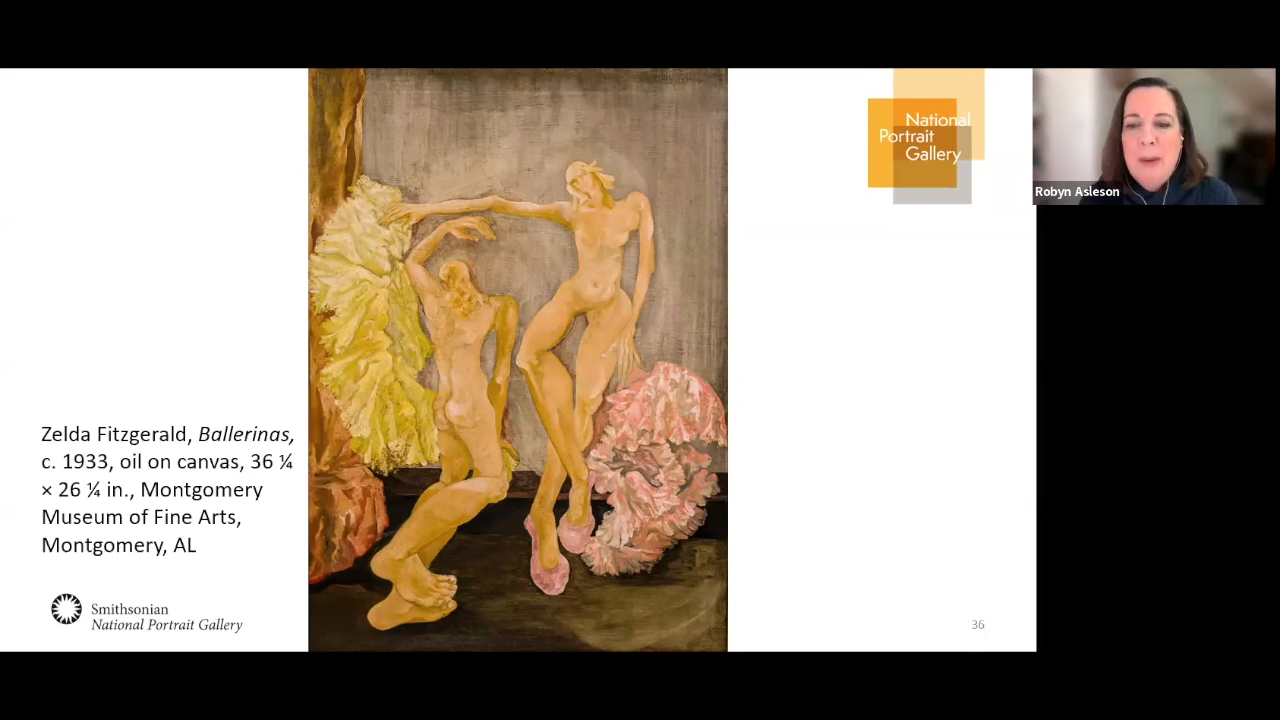 National
Portrait
Gallery
Robyn Asleson
Zelda Fitzgerald, Ballerinas,
c. 1933, oil on canvas, 36 ¼
× 26 ¼ in., Montgomery
Museum of Fine Arts,
Montgomery, AL
Smithsonian
National Portrait Gallery
36